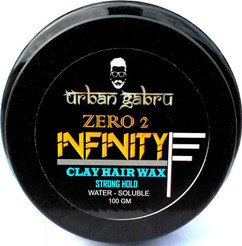 urban gabru
ZERO 2
INFINITY
CLAY HAIR WAX
STRONG HOLD
WATER - SOLUBLE
100 GM